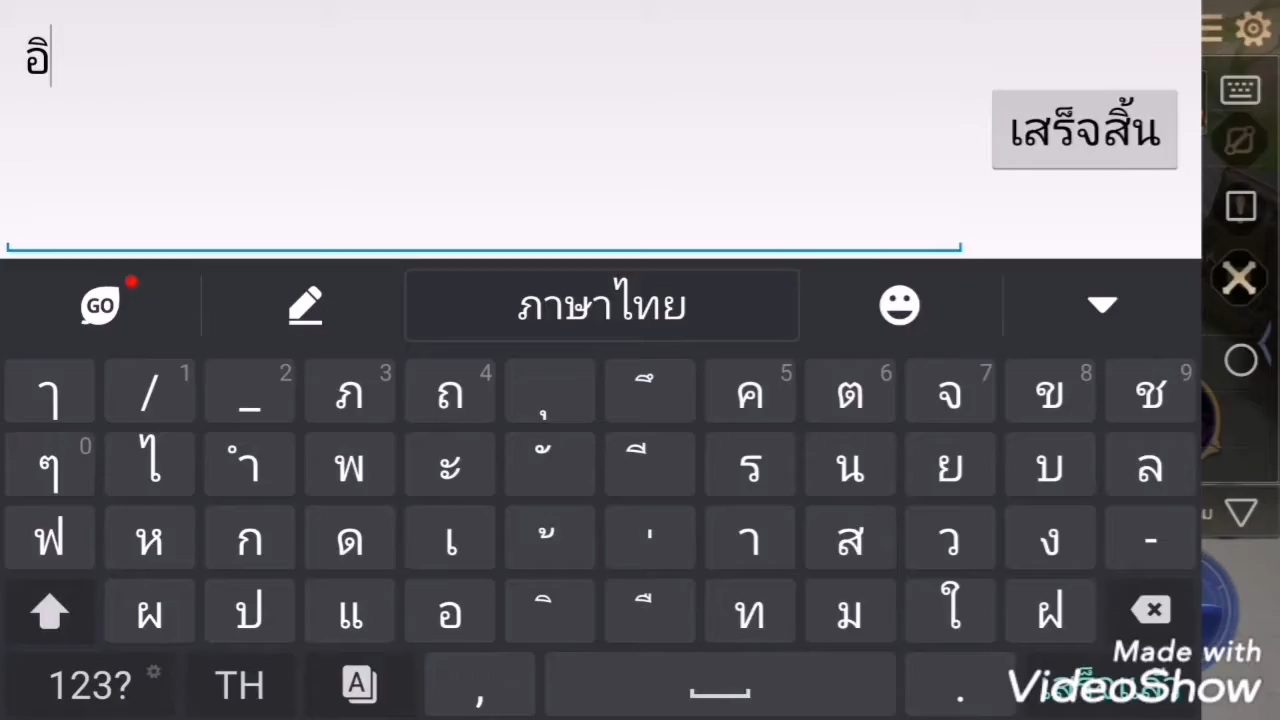 อิ
เสร็จสิ้น
GO
ภาษาไทย
ๅ / 1 _ 2 ภ 3 ถ 4 ุ ึ ค 5 ต 6 จ 7 ข 8 ช 9
ๆ 0 ไ ำ พ ะ ั ี ร น ย บ ล
ฟ ห ก ด เ ้ ่ า ส ว ง -
ผ ป แ อ ิ ื ท ม ใ ฝ
123? TH A , .
Made with
VideoShow